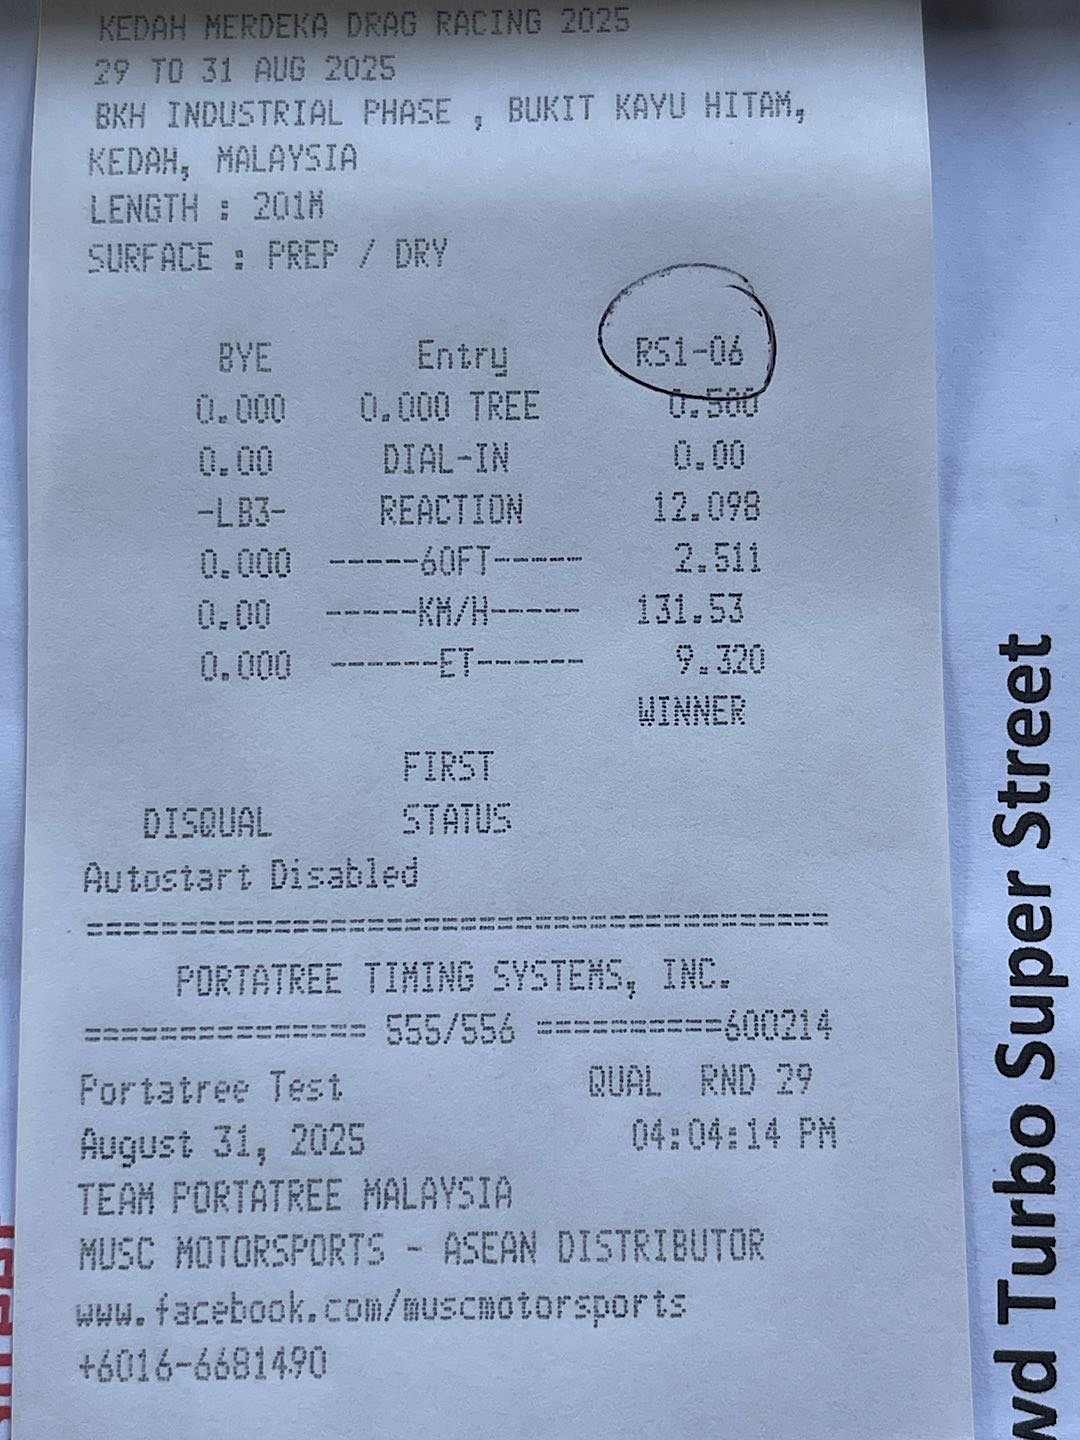 KEDAH MERDEKA DRAG RACING 2025
29 TO 31 AUG 2025
BKH INDUSTRIAL PHASE , BUKIT KAYU HITAM,
KEDAH, MALAYSIA
LENGTH : 201M
SURFACE : PREP / DRY
BYE Entry RS1-06
0.000 0.000 TREE 0.500
0.00 DIAL-IN 0.00
-LB3- REACTION 12.098
0.000 -----60FT----- 2.511
0.00 -----KM/H----- 131.53
0.000 ------ET------ 9.320
WINNER
FIRST
DISQUAL STATUS
Autostart Disabled
========================================
PORTATREE TIMING SYSTEMS, INC.
=============== 555/556 ==========600214
Portatree Test QUAL RND 29
August 31, 2025 04:04:14 PM
TEAM PORTATREE MALAYSIA
MUSC MOTORSPORTS - ASEAN DISTRIBUTOR
www.facebook.com/muscmotorsports
+6016-6681490
wd Turbo Super Street